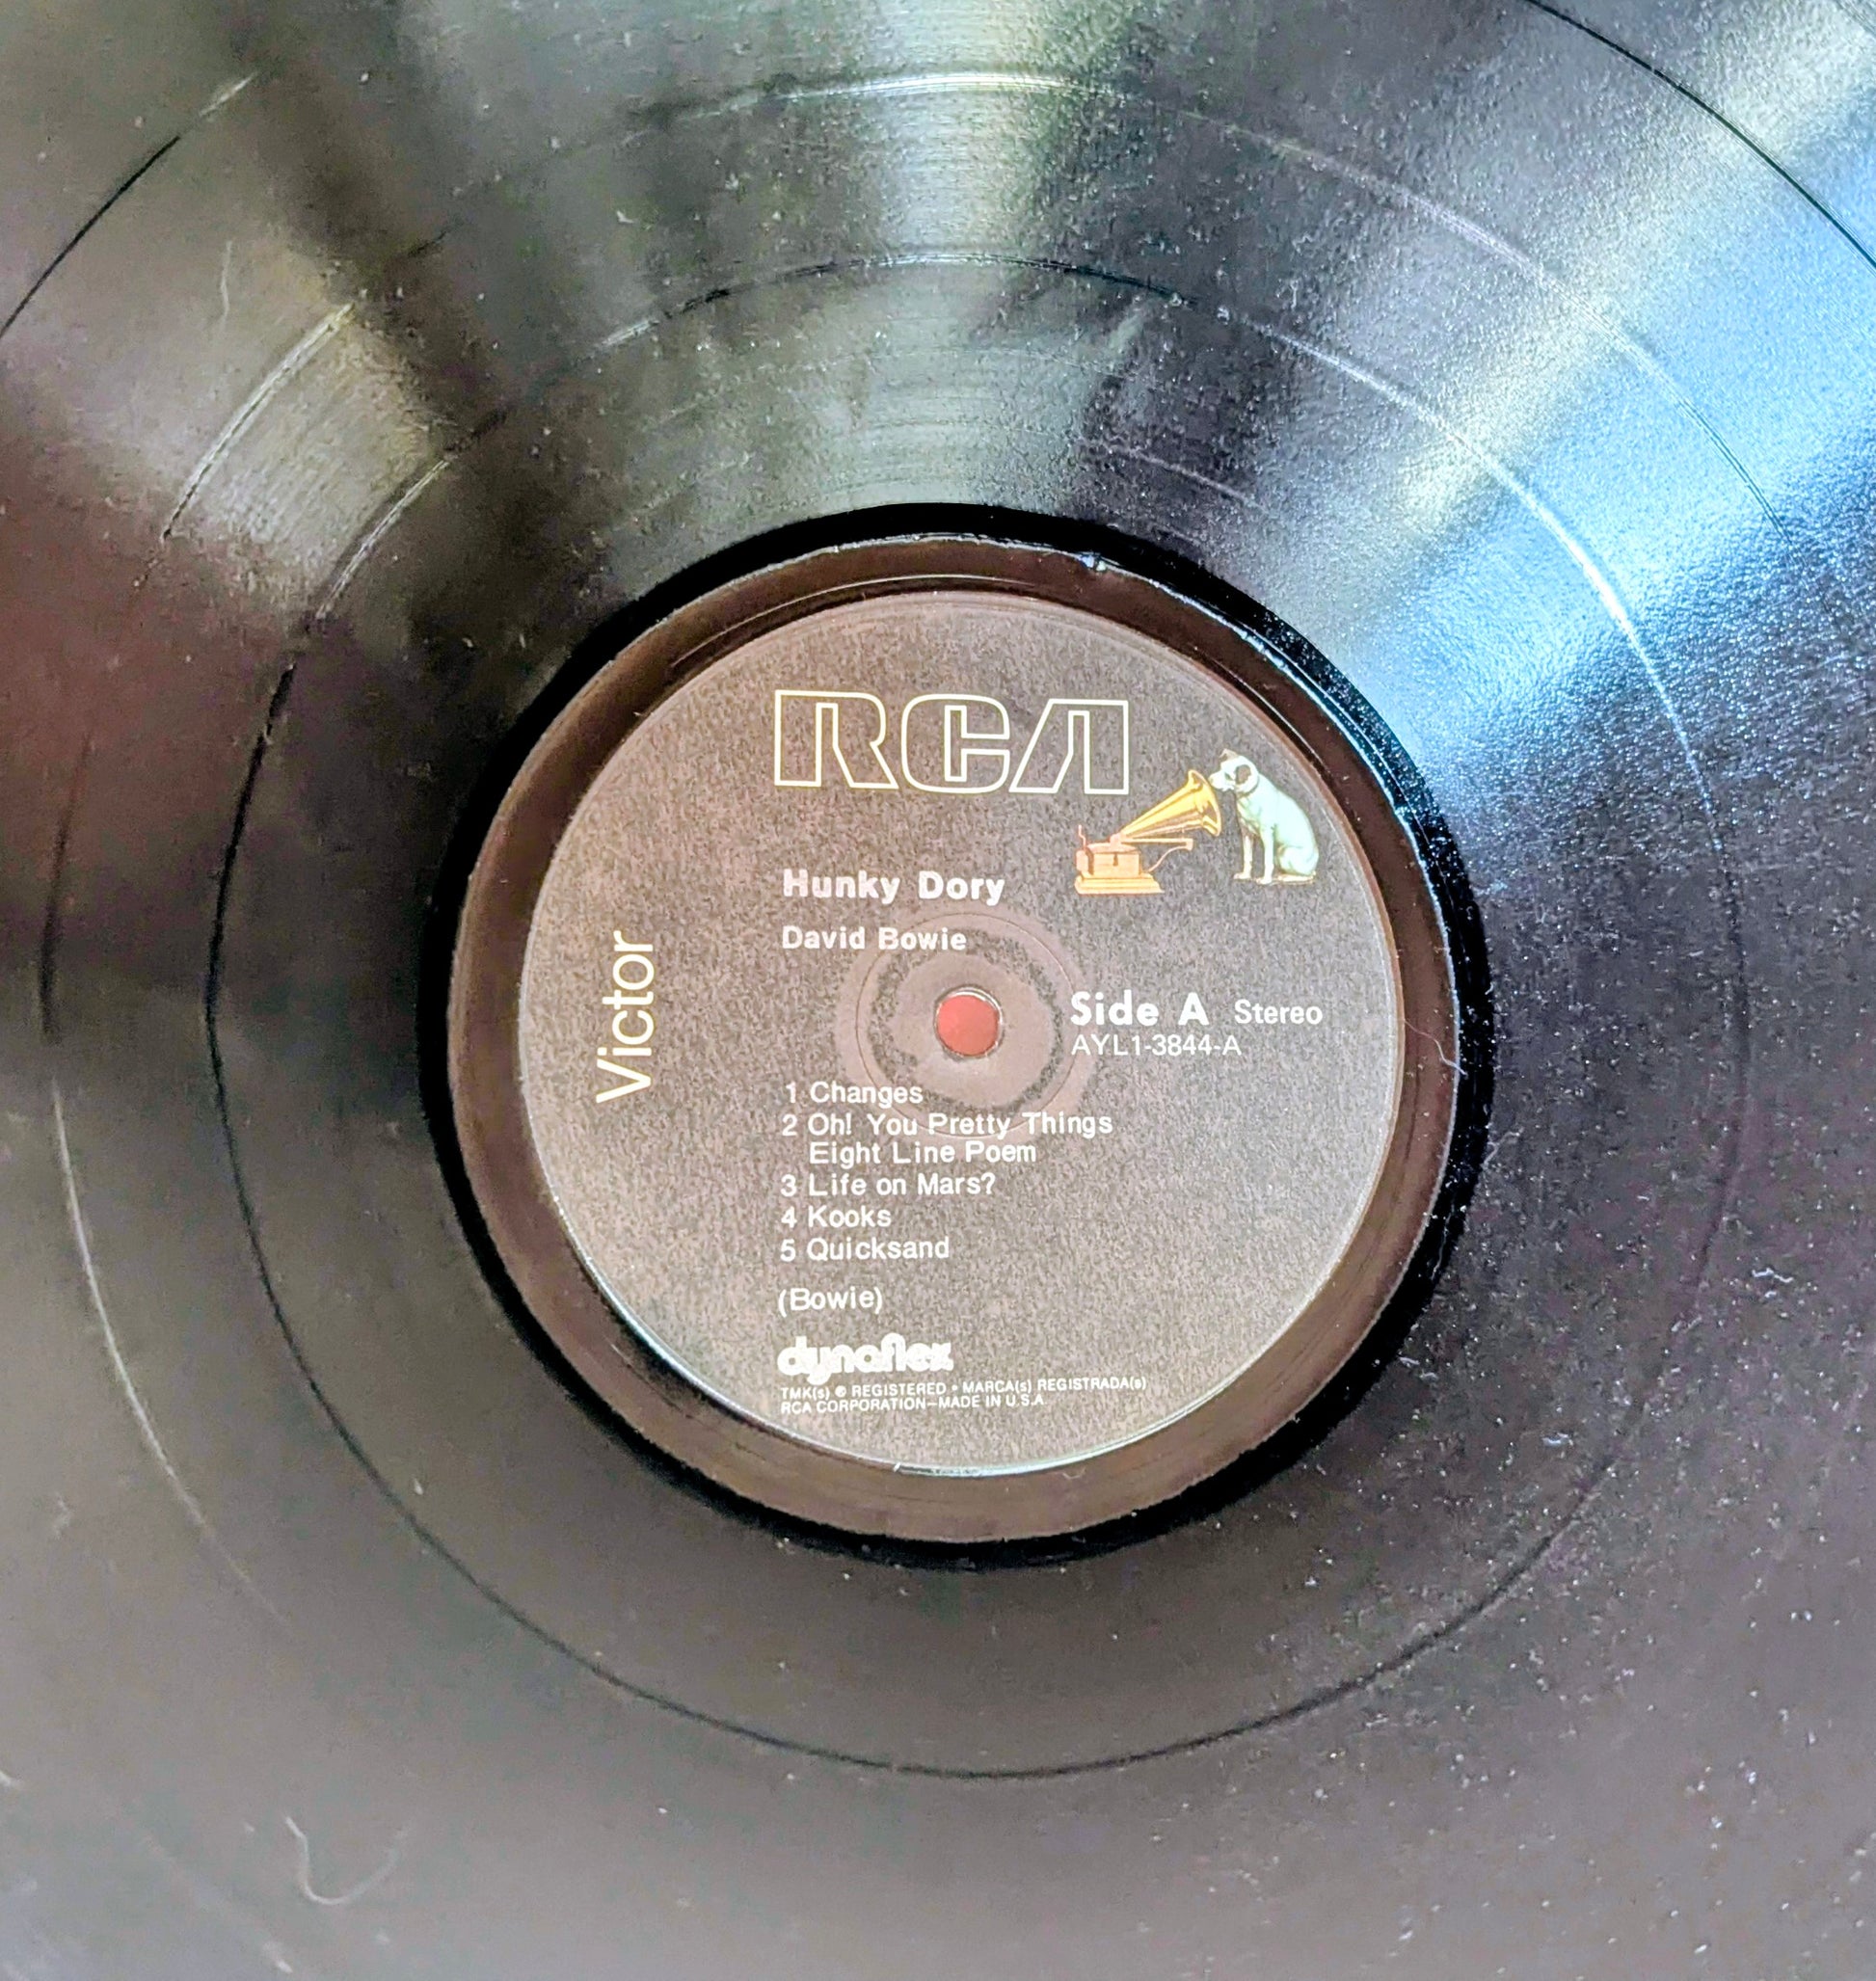 RCA
Hunky Dory
David Bowie
Victor
Side A Stereo
AYL1-3844-A
1 Changes
2 Oh! You Pretty Things
Eight Line Poem
3 Life on Mars?
4 Kooks
5 Quicksand
(Bowie)
dynaflex
TMK(s) ® REGISTERED • MARCA(s) REGISTRADA(s)
RCA CORPORATION—MADE IN U.S.A.